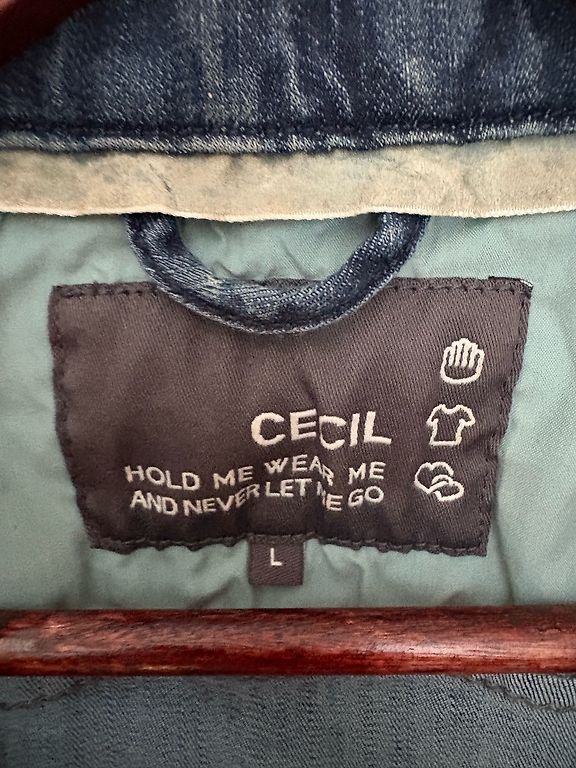 CECIL
HOLD ME WEAR ME
AND NEVER LET ME GO
L